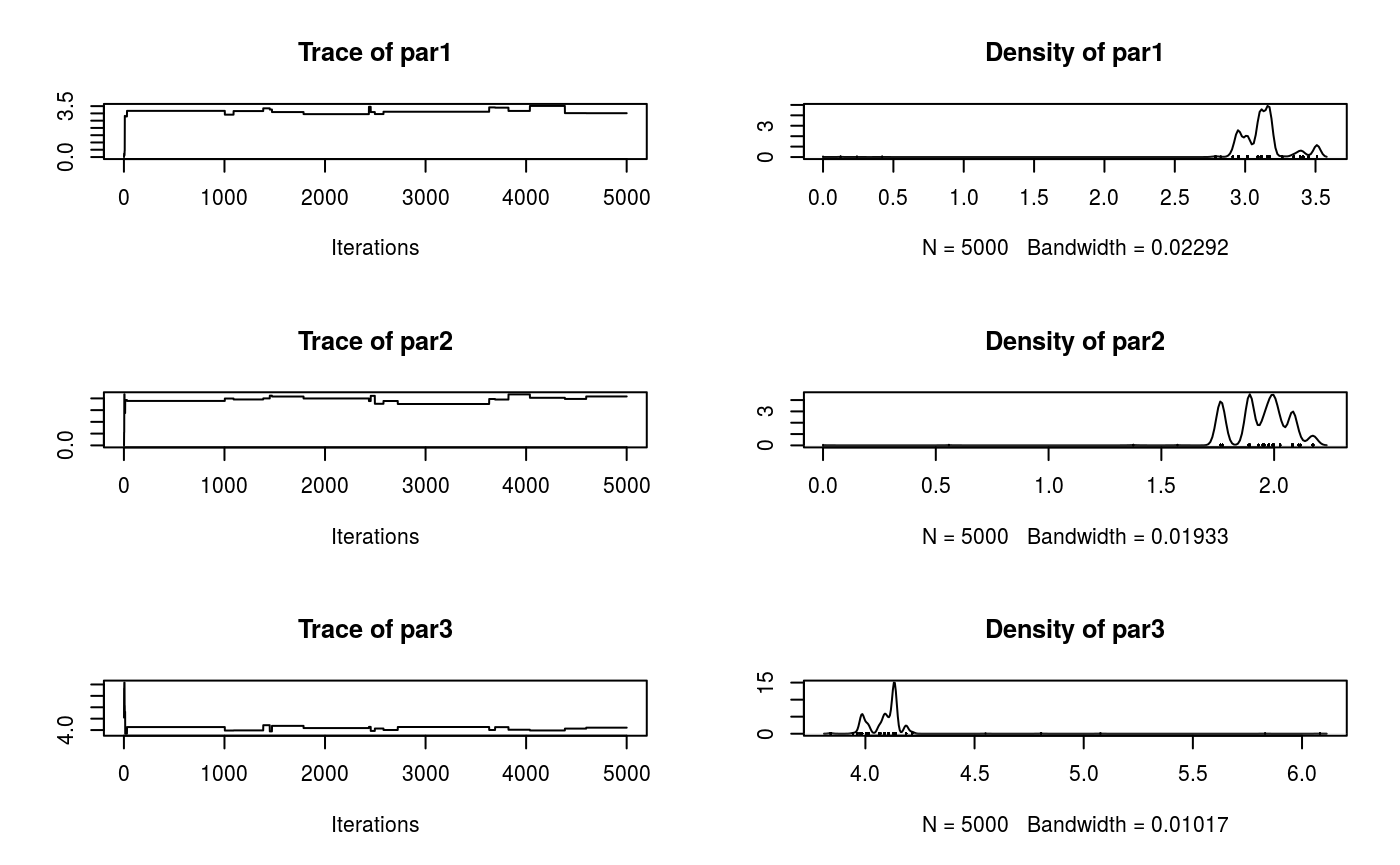 Trace of par1
3.5
0.0
0 1000 2000 3000 4000 5000
Iterations
Density of par1
3
0
0.0 0.5 1.0 1.5 2.0 2.5 3.0 3.5
N = 5000 Bandwidth = 0.02292
Trace of par2
0.0
0 1000 2000 3000 4000 5000
Iterations
Density of par2
3
0
0.0 0.5 1.0 1.5 2.0
N = 5000 Bandwidth = 0.01933
Trace of par3
4.0
0 1000 2000 3000 4000 5000
Iterations
Density of par3
15
0
4.0 4.5 5.0 5.5 6.0
N = 5000 Bandwidth = 0.01017